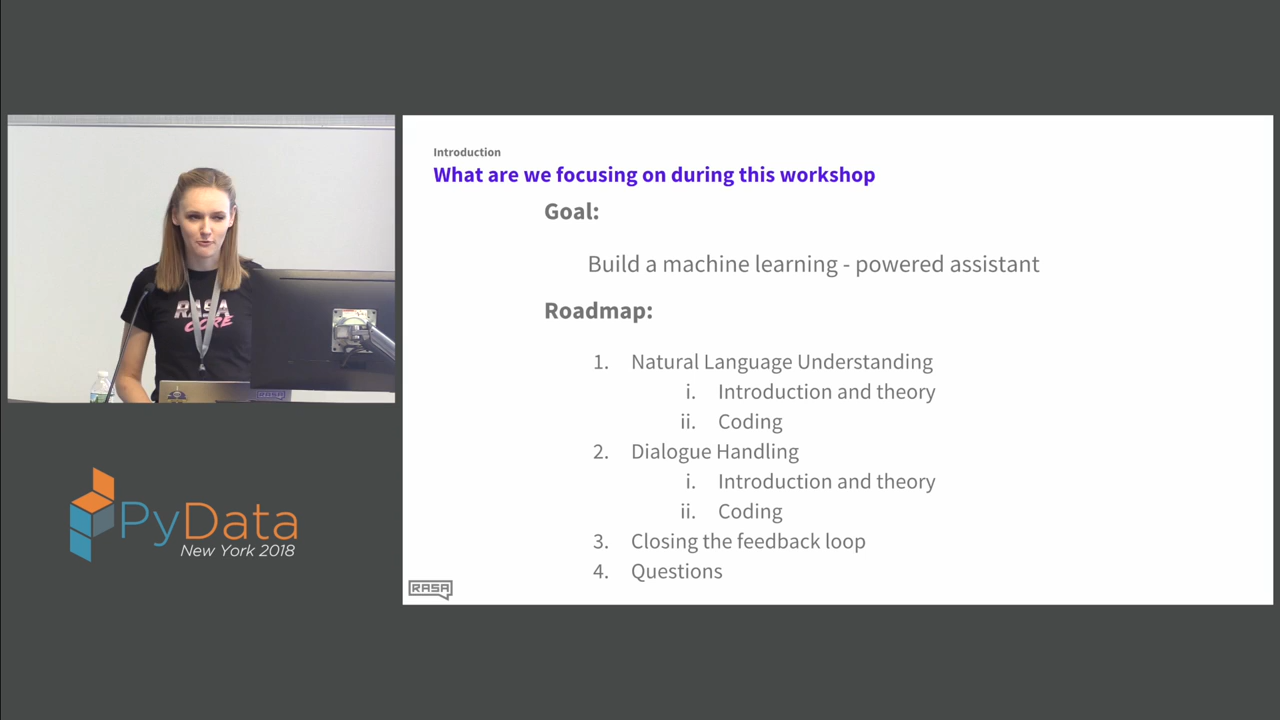 RASA
CORE
PyData
New York 2018
Introduction
What are we focusing on during this workshop
Goal:
Build a machine learning - powered assistant
Roadmap:
1. Natural Language Understanding
i. Introduction and theory
ii. Coding
2. Dialogue Handling
i. Introduction and theory
ii. Coding
3. Closing the feedback loop
4. Questions
RASA